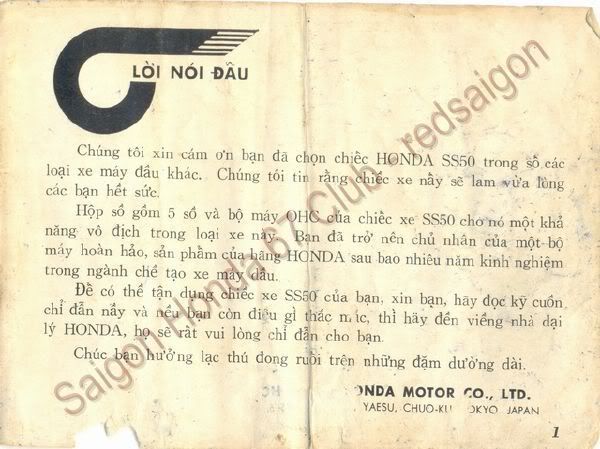 LỜI NÓI ĐẦU
Chúng tôi xin cám ơn bạn đã chọn chiếc HONDA SS50 trong số các
loại xe máy dầu khác. Chúng tôi tin rằng chiếc xe nầy sẽ lam vừa lòng
các bạn hết sức.
Hộp số gồm 5 số và bộ máy OHC của chiếc xe SS50 cho nó một khả
năng vô địch trong loại xe nầy. Bạn đã trở nên chủ nhân của một bộ
máy hoàn hảo, sản phẩm của hãng HONDA sau bao nhiêu năm kinh nghiệm
trong ngành chế tạo xe máy dầu.
Để có thể tận dụng chiếc xe SS50 của bạn, xin bạn, hãy đọc kỹ cuốn
chỉ dẫn nầy và nếu bạn còn điều gì thắc mắc, thì hãy đến viếng nhà đại
lý HONDA, họ sẽ rất vui lòng chỉ dẫn cho bạn.
Chúc bạn hưởng lạc thú dong ruổi trên những dặm dường dài.
ONDA MOTOR CO., LTD.
YAESU, CHUO-KU OKYO JAPAN
1
Saigon Honda 67 Club - redsaigon